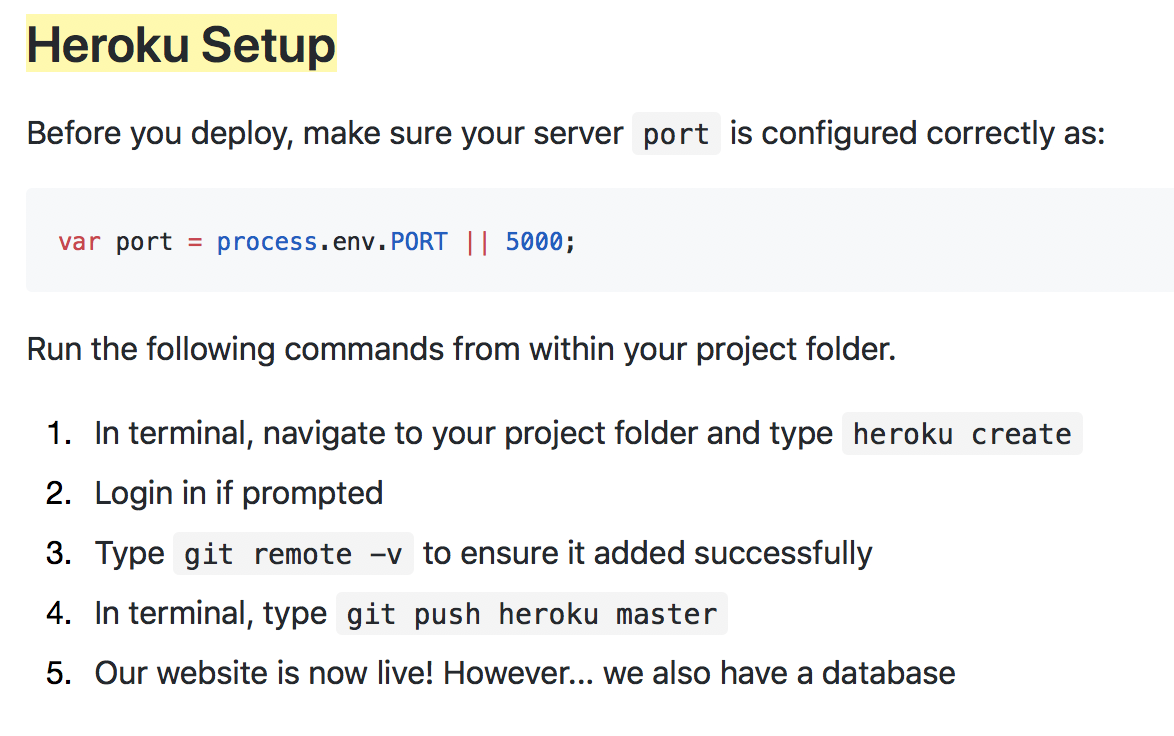 Heroku Setup
Before you deploy, make sure your server port is configured correctly as:
var port = process.env.PORT || 5000;
Run the following commands from within your project folder.
1. In terminal, navigate to your project folder and type heroku create
2. Login in if prompted
3. Type git remote -v to ensure it added successfully
4. In terminal, type git push heroku master
5. Our website is now live! However... we also have a database